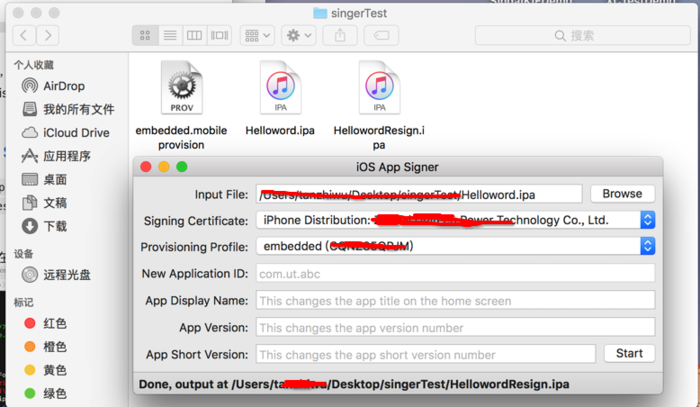 singerTest
搜索
个人收藏
AirDrop
我的所有文件
iCloud Drive
应用程序
桌面
文稿
下载
设备
远程光盘
标记
红色
橙色
黄色
绿色
PROV
IPA
IPA
embedded.mobile
provision
Helloword.ipa
HellowordResign.i
pa
iOS App Signer
Input File: /Users/ /Desktop/singerTest/Helloword.ipa Browse
Signing Certificate: iPhone Distribution: Power Technology Co., Ltd.
Provisioning Profile: embedded ( )
New Application ID: com.ut.abc
App Display Name: This changes the app title on the home screen
App Version: This changes the app version number
App Short Version: This changes the app short version number Start
Done, output at /Users/ /Desktop/singerTest/HellowordResign.ipa